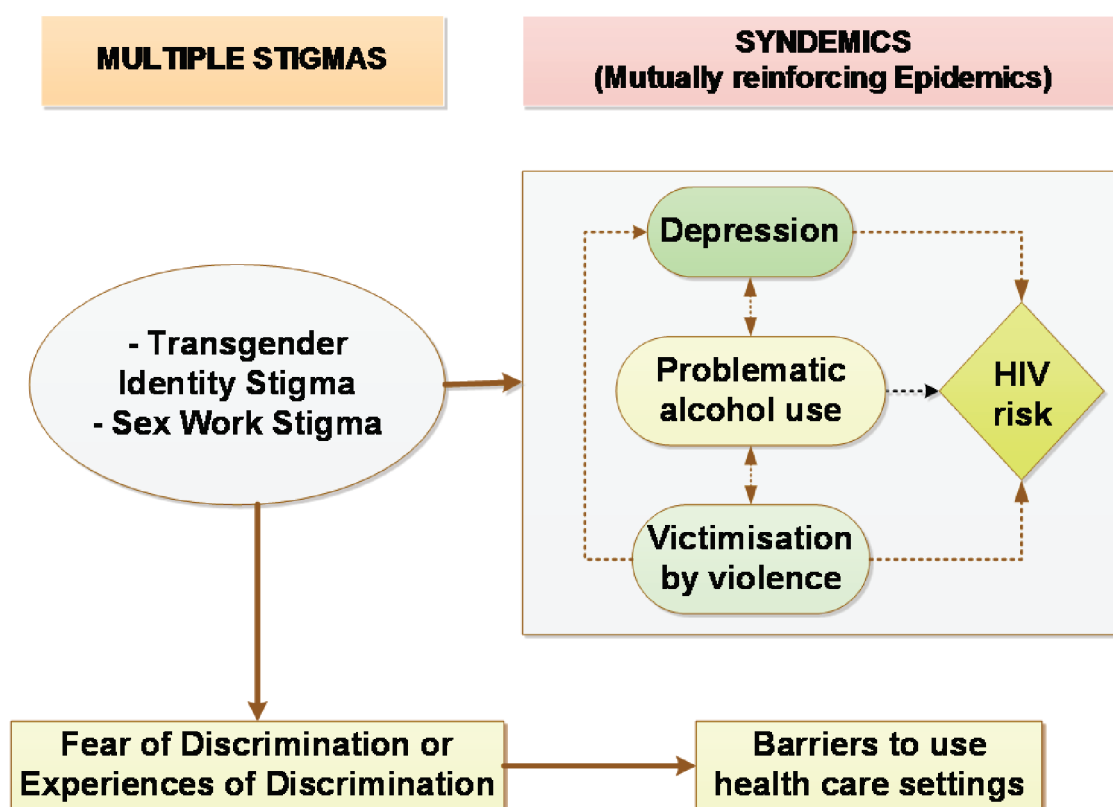 MULTIPLE STIGMAS
SYNDEMICS
(Mutually reinforcing Epidemics)
- Transgender
Identity Stigma
- Sex Work Stigma
Depression
Problematic
alcohol use
Victimisation
by violence
HIV
risk
Fear of Discrimination or
Experiences of Discrimination
Barriers to use
health care settings